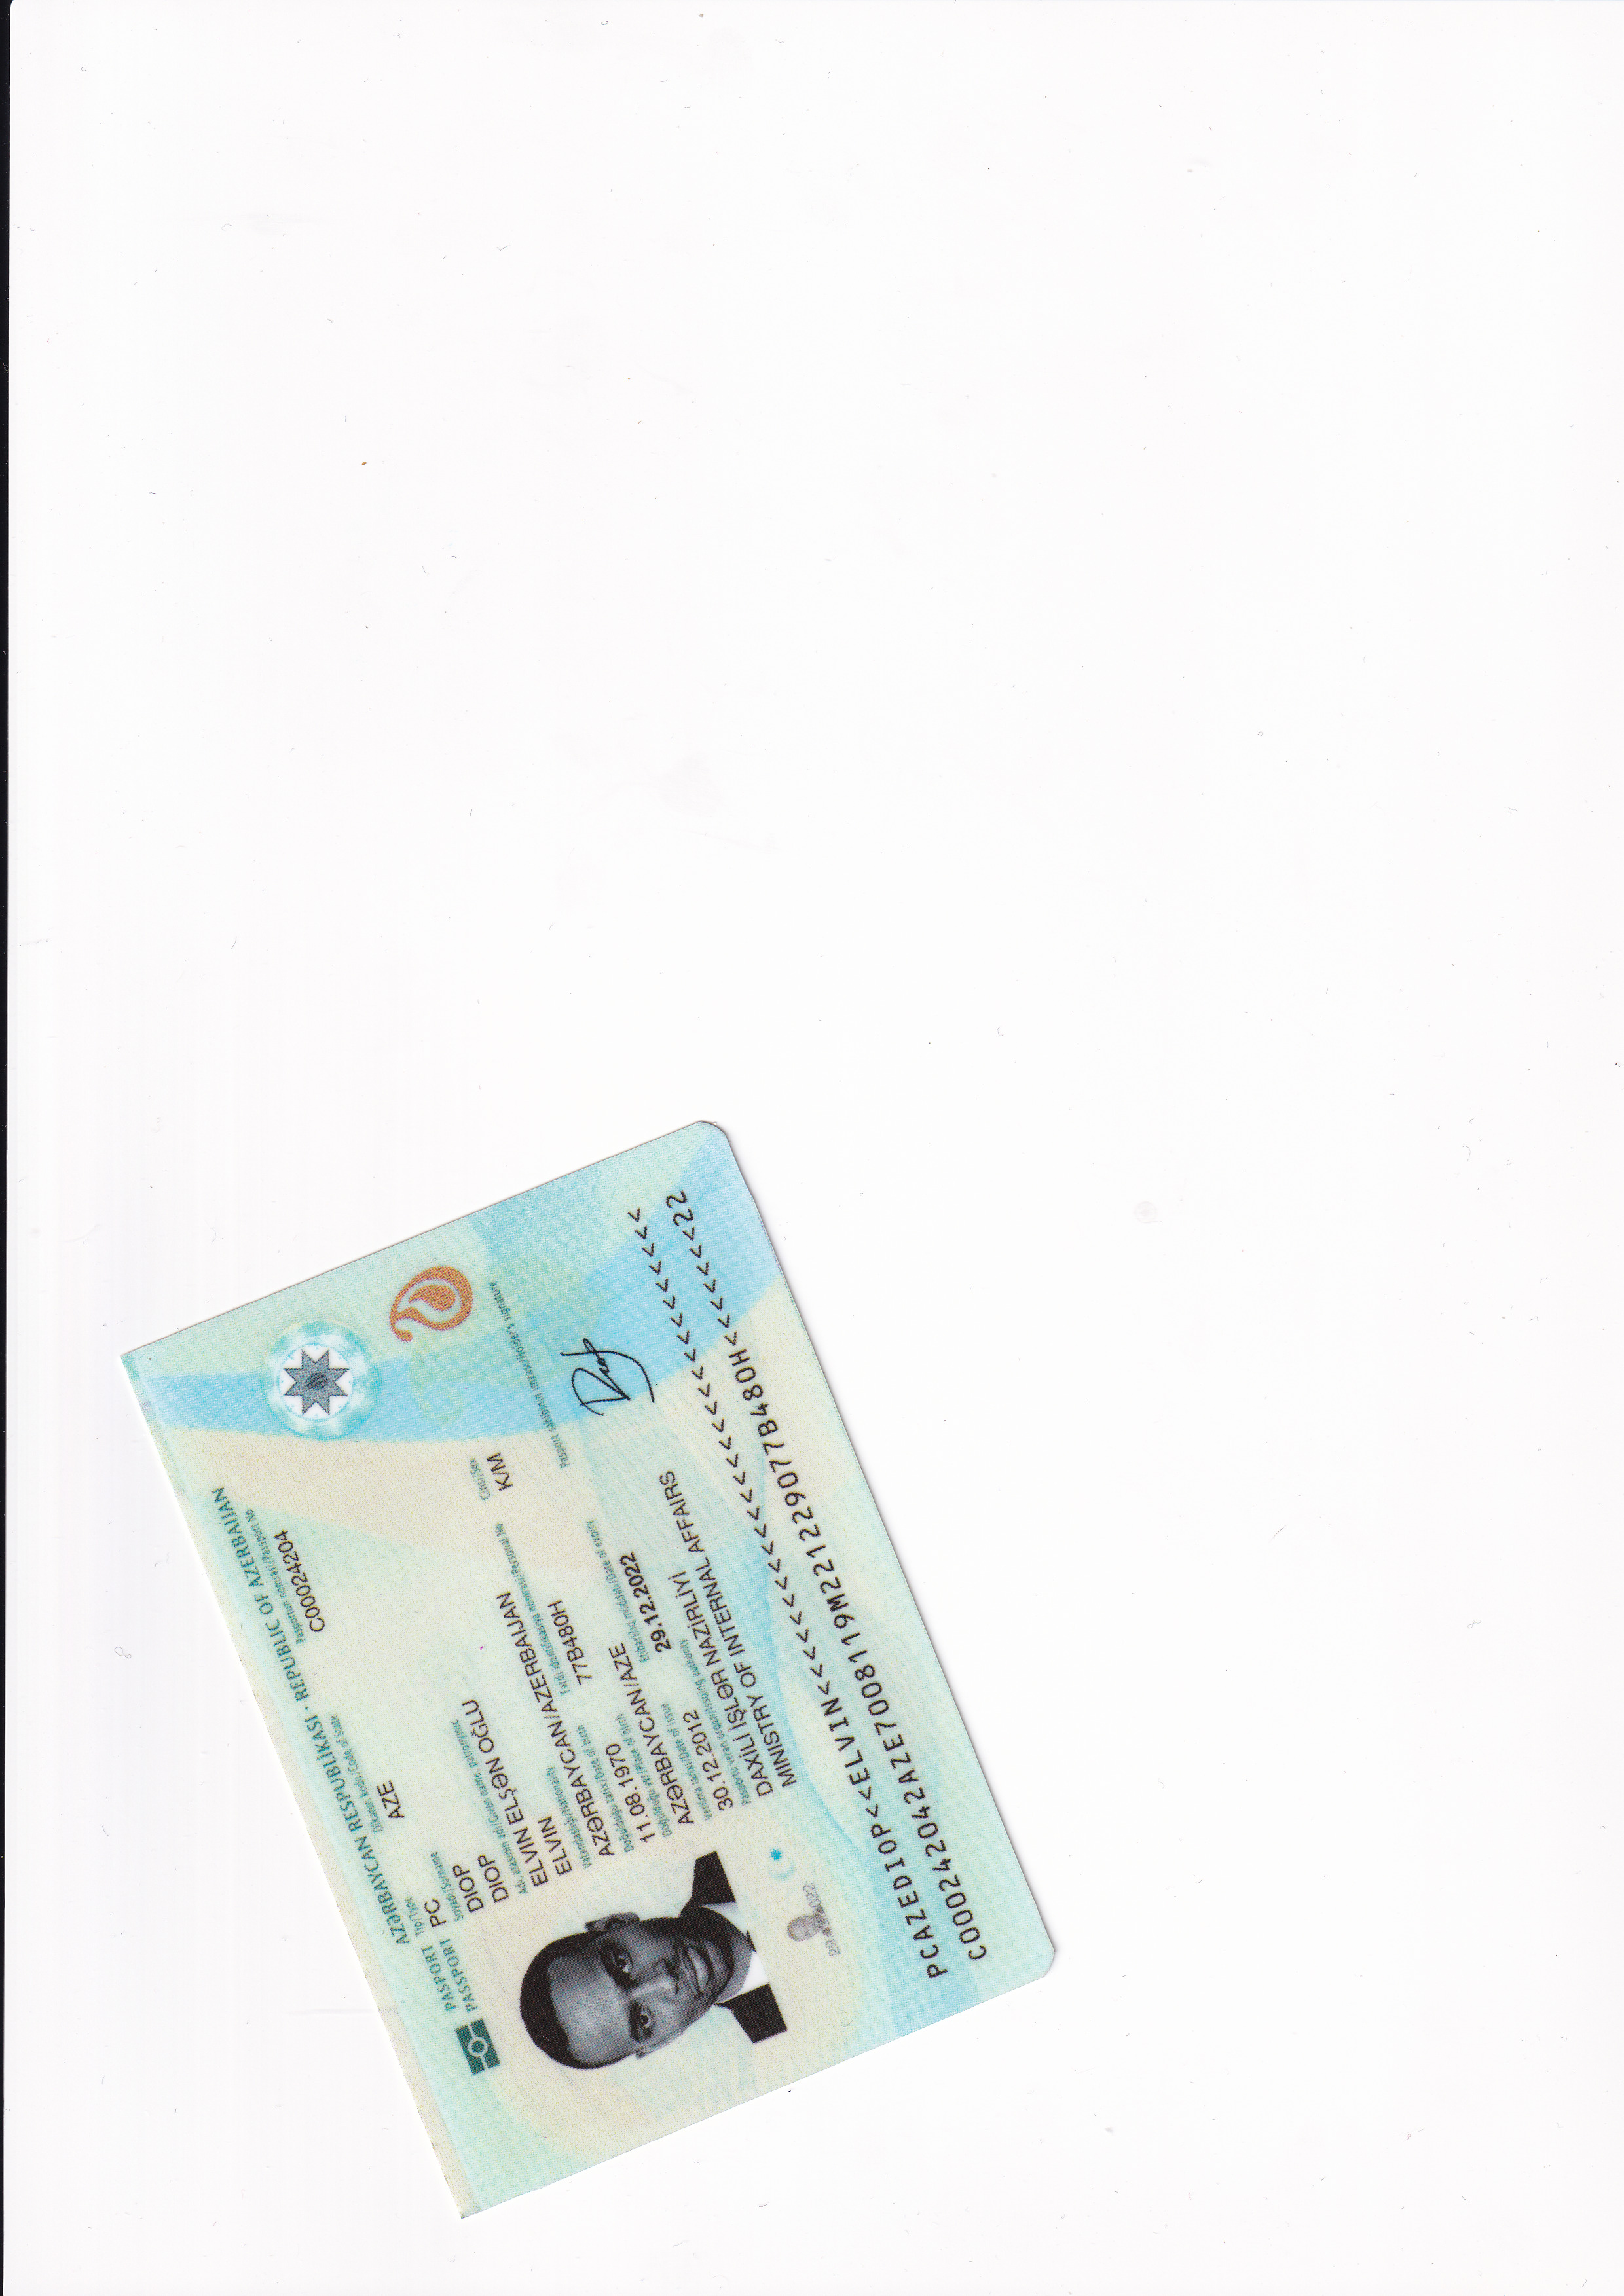 AZƏRBAYCAN RESPUBLİKASI · REPUBLIC OF AZERBAIJAN
PASPORT
PASSPORT
Tip/Type
PC
Ölkənin kodu/Code of State
AZE
Pasportun nömrəsi/Passport No
C00024204
Soyadı/Surname
DIOP
DIOP
Adı, atasının adı/Given name, patronymic
ELVIN ELŞƏN OĞLU
ELVIN
Vətəndaşlığı/Nationality
AZƏRBAYCAN/AZERBAIJAN
Doğulduğu tarix/Date of birth
11.08.1970
Fərdi identifikasiya nömrəsi/Personal No
77B480H
Cinsi/Sex
K/M
Doğulduğu yer/Place of birth
AZƏRBAYCAN/AZE
Pasport sahibinin imzası/Holder's signature
Verilmə tarixi/Date of issue
30.12.2012
Etibarlılıq müddəti/Date of expiry
29.12.2022
Pasportu verən orqan/Issuing authority
DAXİLİ İŞLƏR NAZİRLİYİ
MINISTRY OF INTERNAL AFFAIRS
PCAZEDIOP<<ELVIN<<<<<<<<<<<<<<<<<<<<<<<<<<<<
C000242042AZE7008119M221229077B480H<<<<<<<22